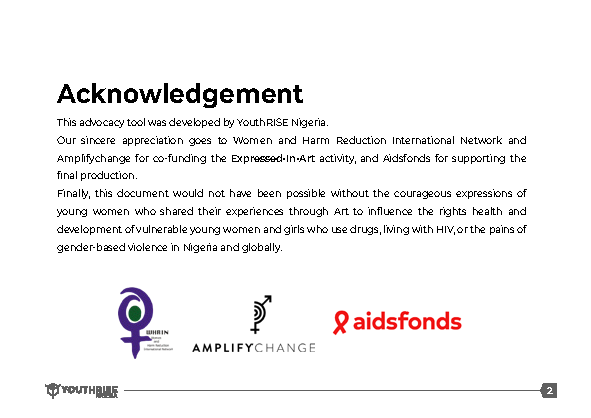 Acknowledgement
This advocacy tool was developed by YouthRISE Nigeria.
Our sincere appreciation goes to Women and Harm Reduction International Network and
Amplifychange for co-funding the Expressed-In-Art activity, and Aidsfonds for supporting the
final production.
Finally, this document would not have been possible without the courageous expressions of
young women who shared their experiences through Art to influence the rights health and
development of vulnerable young women and girls who use drugs, living with HIV, or the pains of
gender-based violence in Nigeria and globally.
WHRIN
Women
and
Harm Reduction
International Network
AMPLIFYCHANGE
aidsfonds
YOUTHRISE
NIGERIA
2